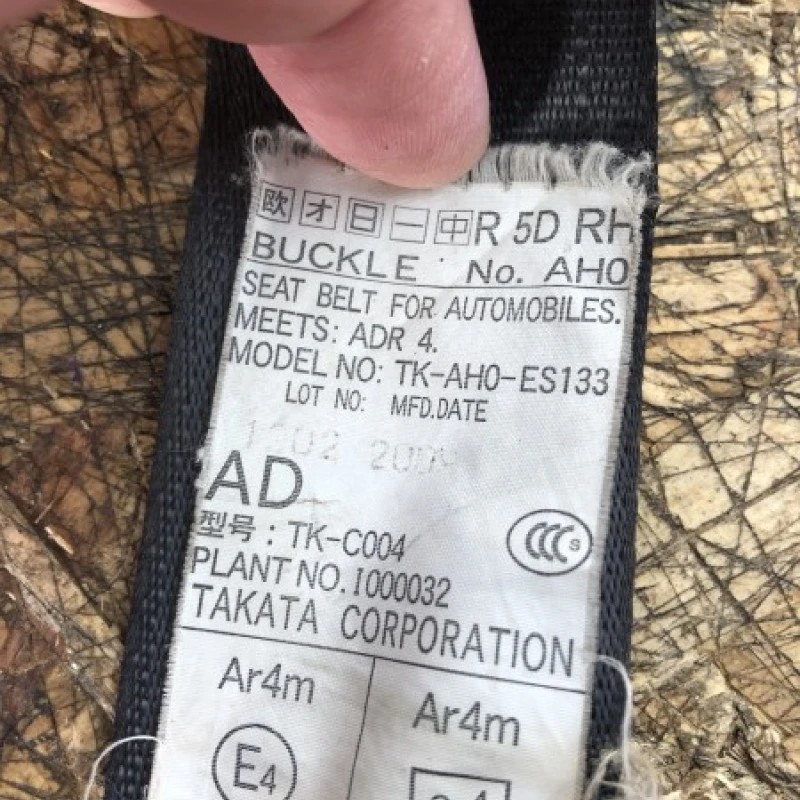 欧 オ 日 一 中 R 5D RH
BUCKLE No. AH0
SEAT BELT FOR AUTOMOBILES.
MEETS: ADR 4.
MODEL NO: TK-AH0-ES133
LOT NO: MFD.DATE
AD
型号：TK-C004
CCC S
PLANT NO. I000032
TAKATA CORPORATION
Ar4m Ar4m
E4